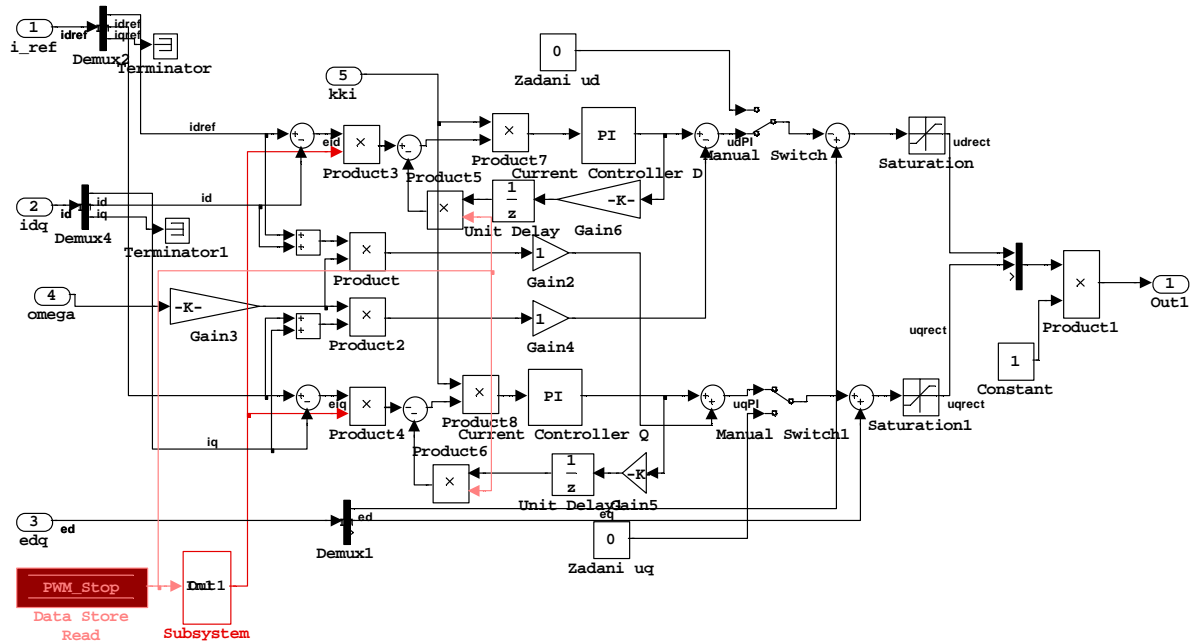 1
i_ref
idref
idref
iqref
Demux2
Terminator
0
Zadani ud
5
kki
idref
eid
Product3
Product5
Product7
PI
Current Controller D
udPI
Manual Switch
Saturation
udrect
2
idq
id
id
iq
Demux4
Terminator1
id
1
z
Unit Delay
-K-
Gain6
Product
1
Gain2
4
omega
-K-
Gain3
Product2
1
Gain4
Product1
1
Out1
uqrect
1
Constant
eiq
Product4
Product8
PI
Current Controller Q
uqPI
Manual Switch1
Saturation1
uqrect
iq
Product6
1
z
Unit Delay1
-K-
Gain5
3
edq
ed
ed
eq
Demux1
0
Zadani uq
PWM_Stop
Data Store
Read
Out1
Subsystem